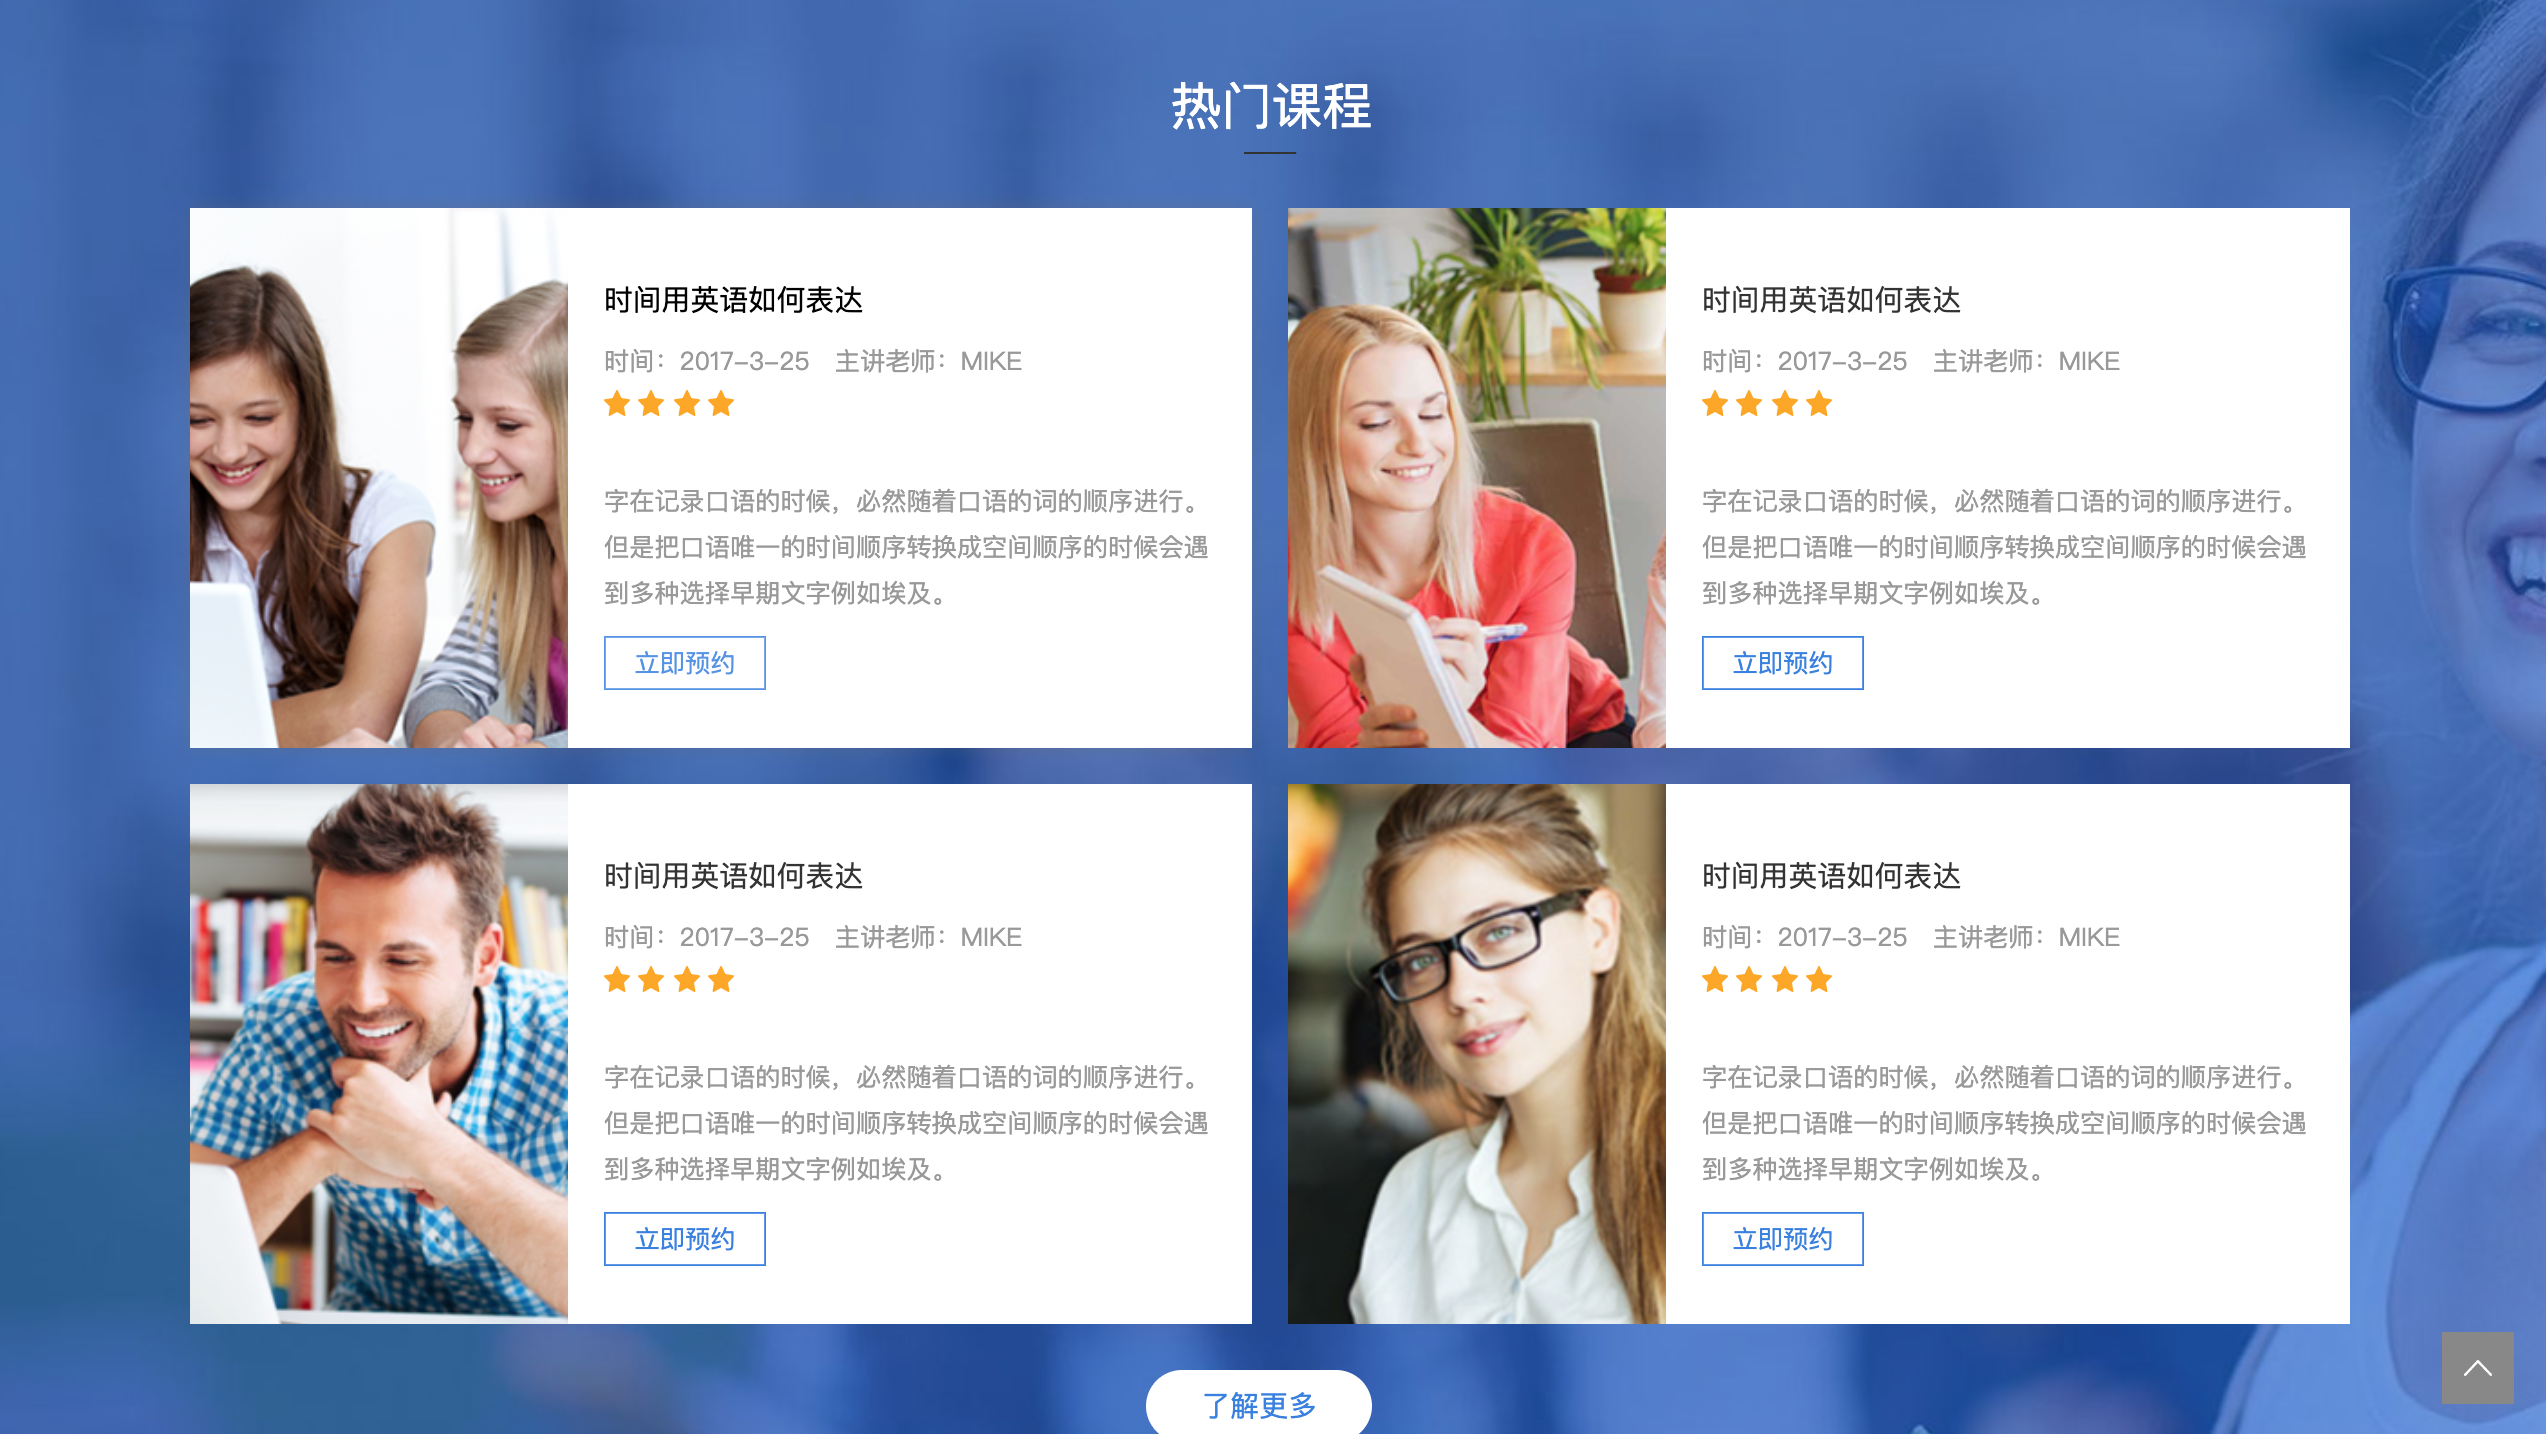 热门课程
时间用英语如何表达
时间：2017-3-25 主讲老师：MIKE
字在记录口语的时候，必然随着口语的词的顺序进行。
但是把口语唯一的时间顺序转换成空间顺序的时候会遇
到多种选择早期文字例如埃及。
立即预约
时间用英语如何表达
时间：2017-3-25 主讲老师：MIKE
字在记录口语的时候，必然随着口语的词的顺序进行。
但是把口语唯一的时间顺序转换成空间顺序的时候会遇
到多种选择早期文字例如埃及。
立即预约
时间用英语如何表达
时间：2017-3-25 主讲老师：MIKE
字在记录口语的时候，必然随着口语的词的顺序进行。
但是把口语唯一的时间顺序转换成空间顺序的时候会遇
到多种选择早期文字例如埃及。
立即预约
时间用英语如何表达
时间：2017-3-25 主讲老师：MIKE
字在记录口语的时候，必然随着口语的词的顺序进行。
但是把口语唯一的时间顺序转换成空间顺序的时候会遇
到多种选择早期文字例如埃及。
立即预约
了解更多